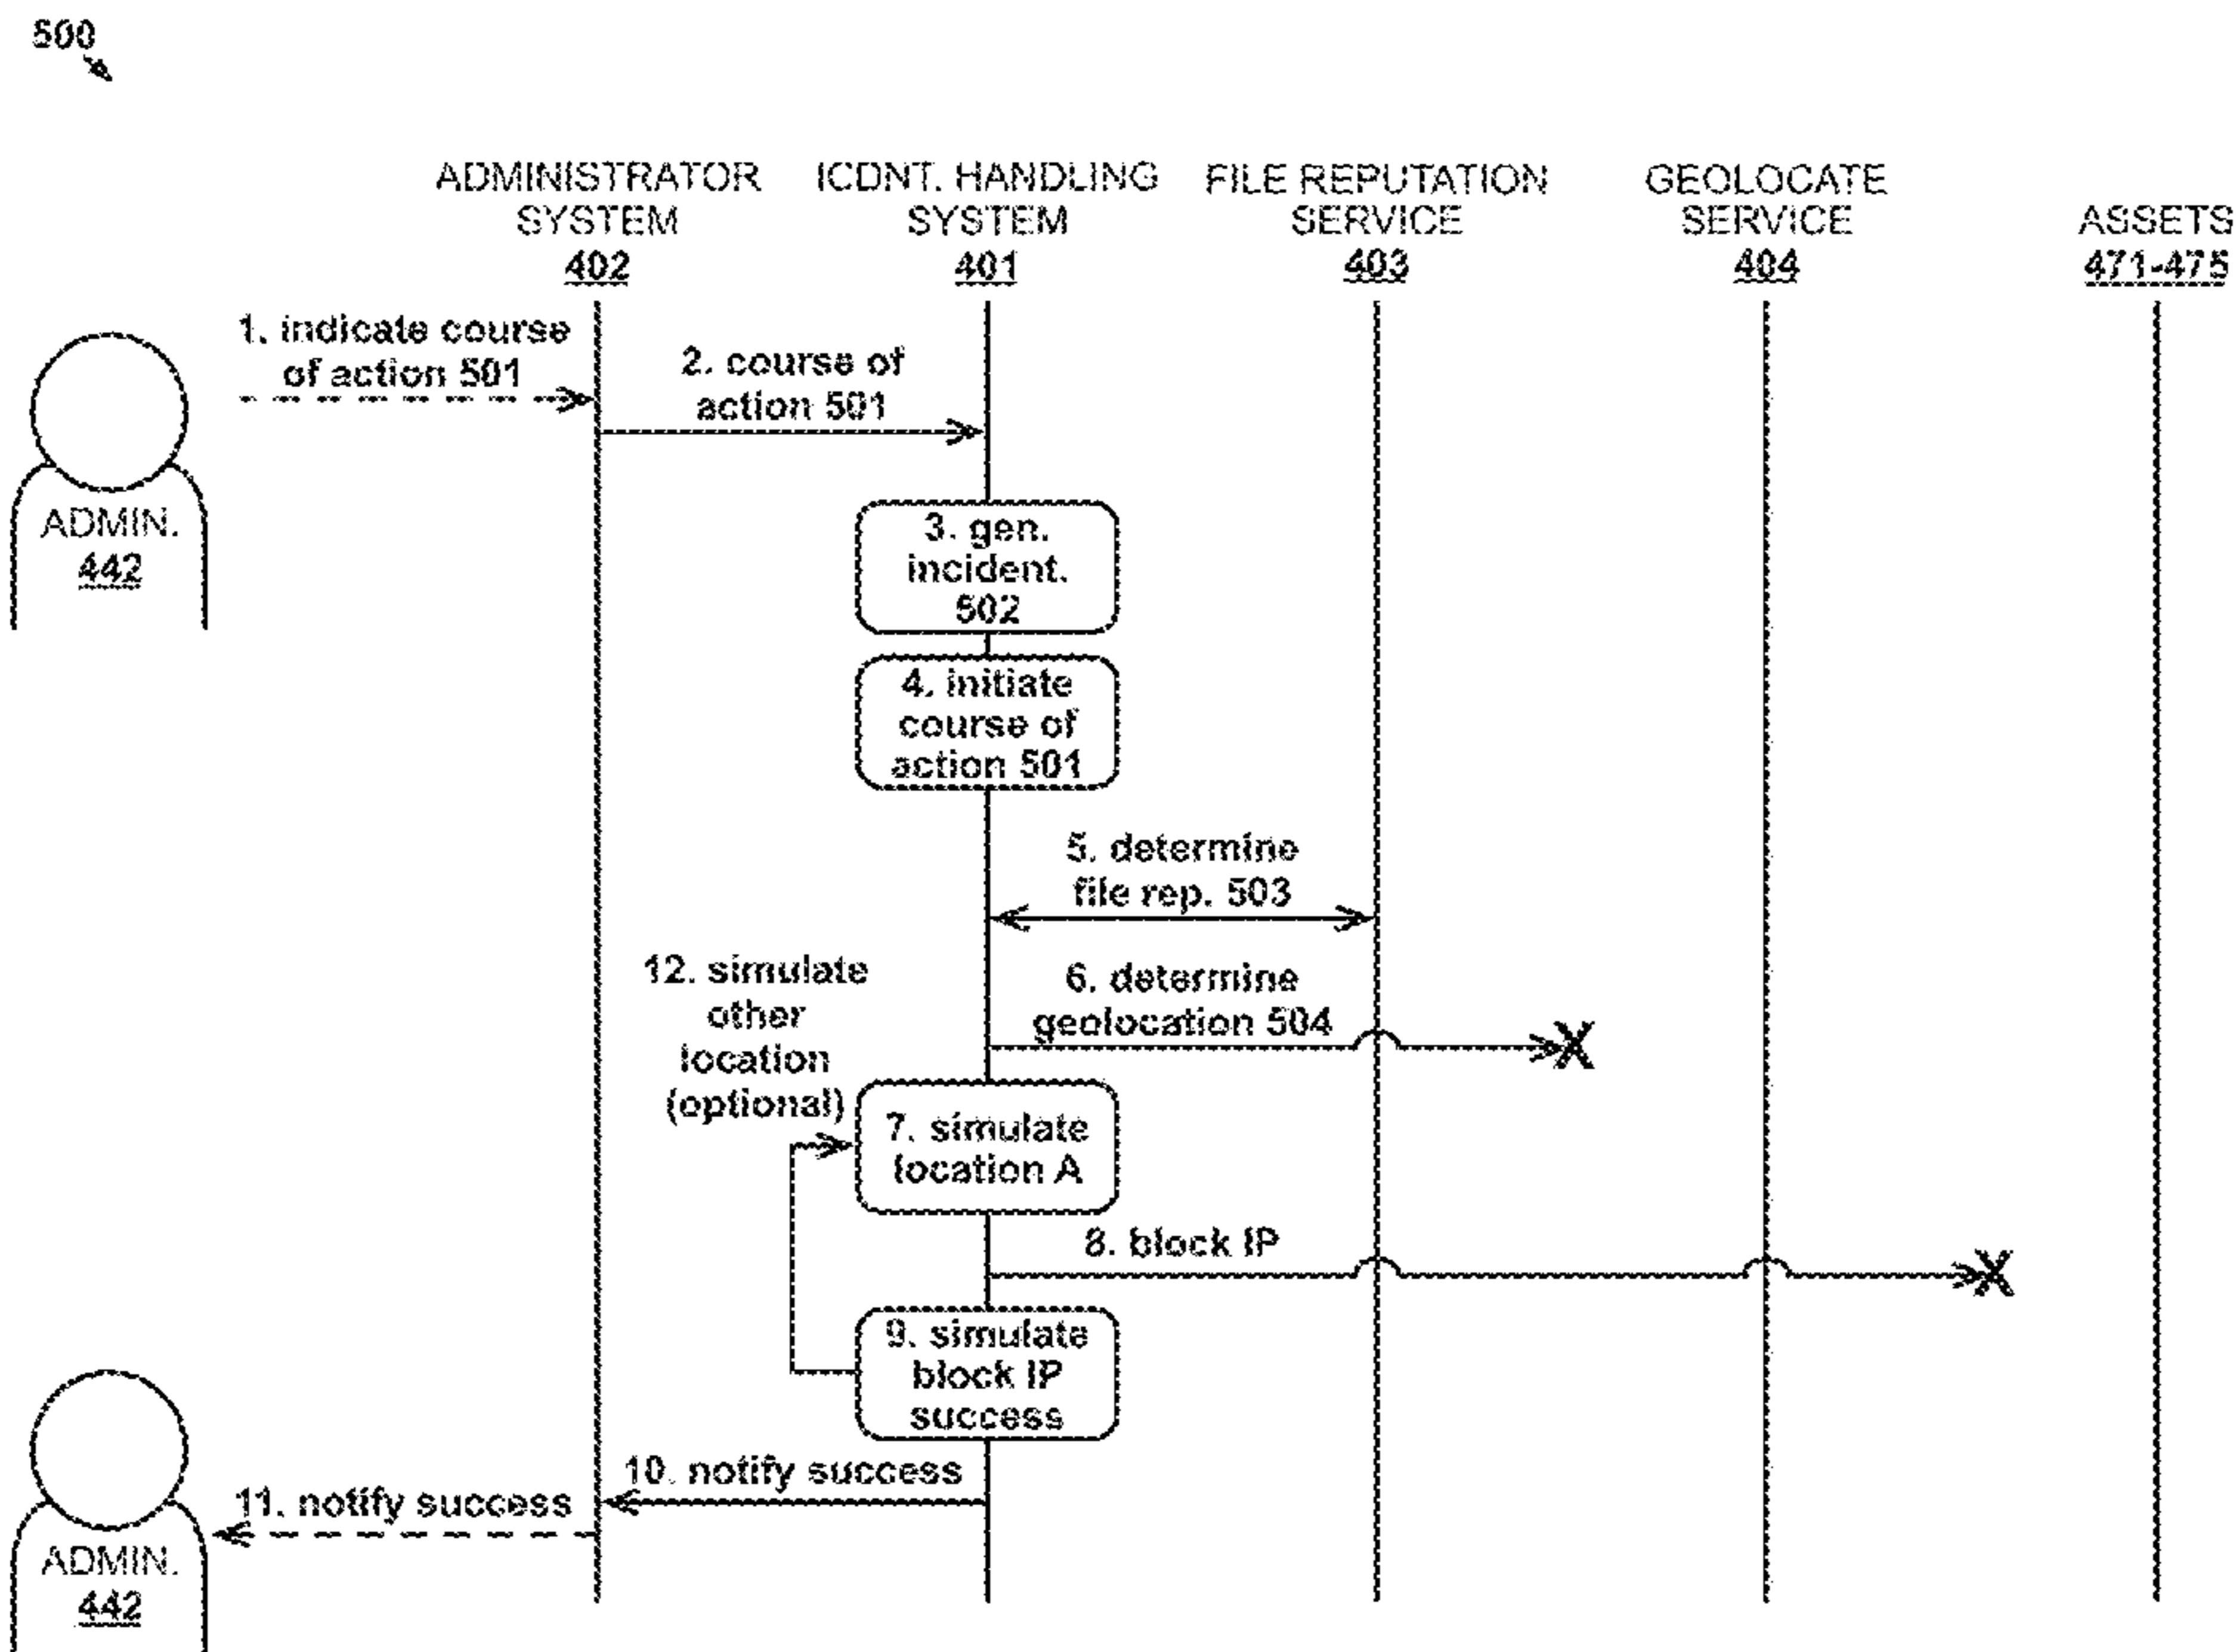 500
ADMINISTRATOR
SYSTEM
402
ICDNT. HANDLING
SYSTEM
401
FILE REPUTATION
SERVICE
403
GEOLOCATE
SERVICE
404
ASSETS
471-475
1. indicate course
of action 501
2. course of
action 501
ADMIN.
442
3. gen.
incident.
502
4. initiate
course of
action 501
5. determine
file rep. 503
6. determine
geolocation 504
12. simulate
other
location
(optional)
7. simulate
location A
8. block IP
9. simulate
block IP
success
10. notify success
11. notify success
ADMIN.
442